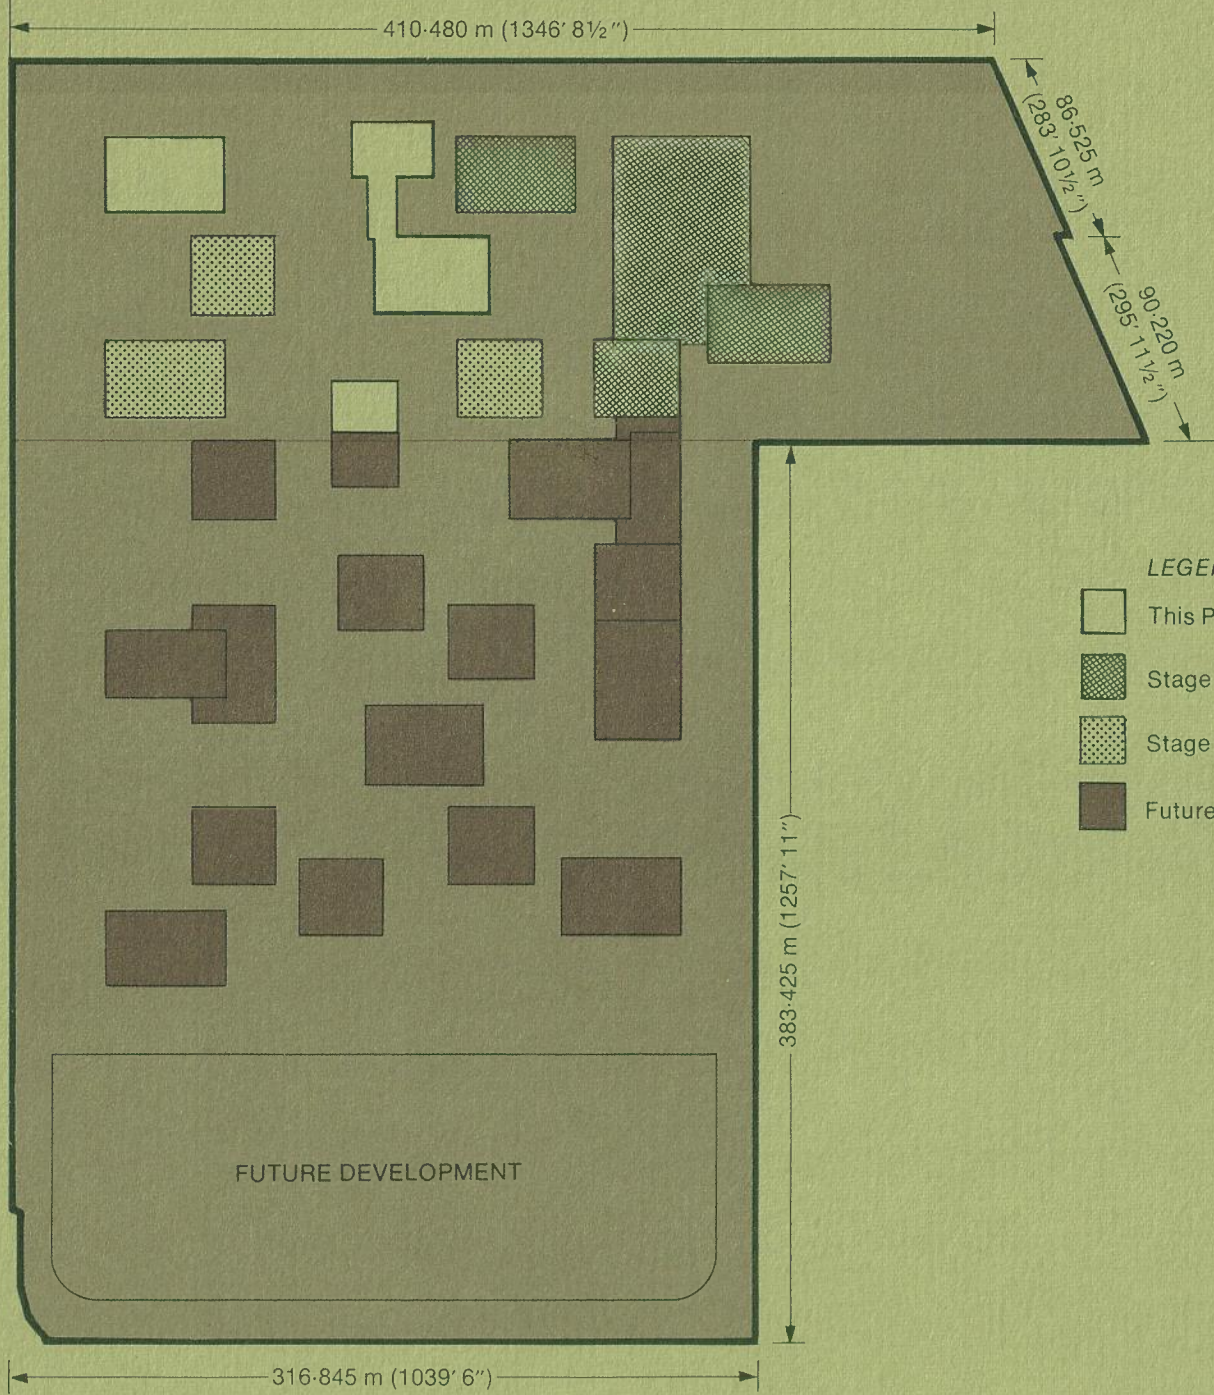 410·480 m (1346′ 8½″)
86·525 m
(283′ 10½″)
90·220 m
(295′ 11½″)
LEGE
This P
Stage
Stage
Future
383·425 m (1257′ 11″)
FUTURE DEVELOPMENT
316·845 m (1039′ 6″)